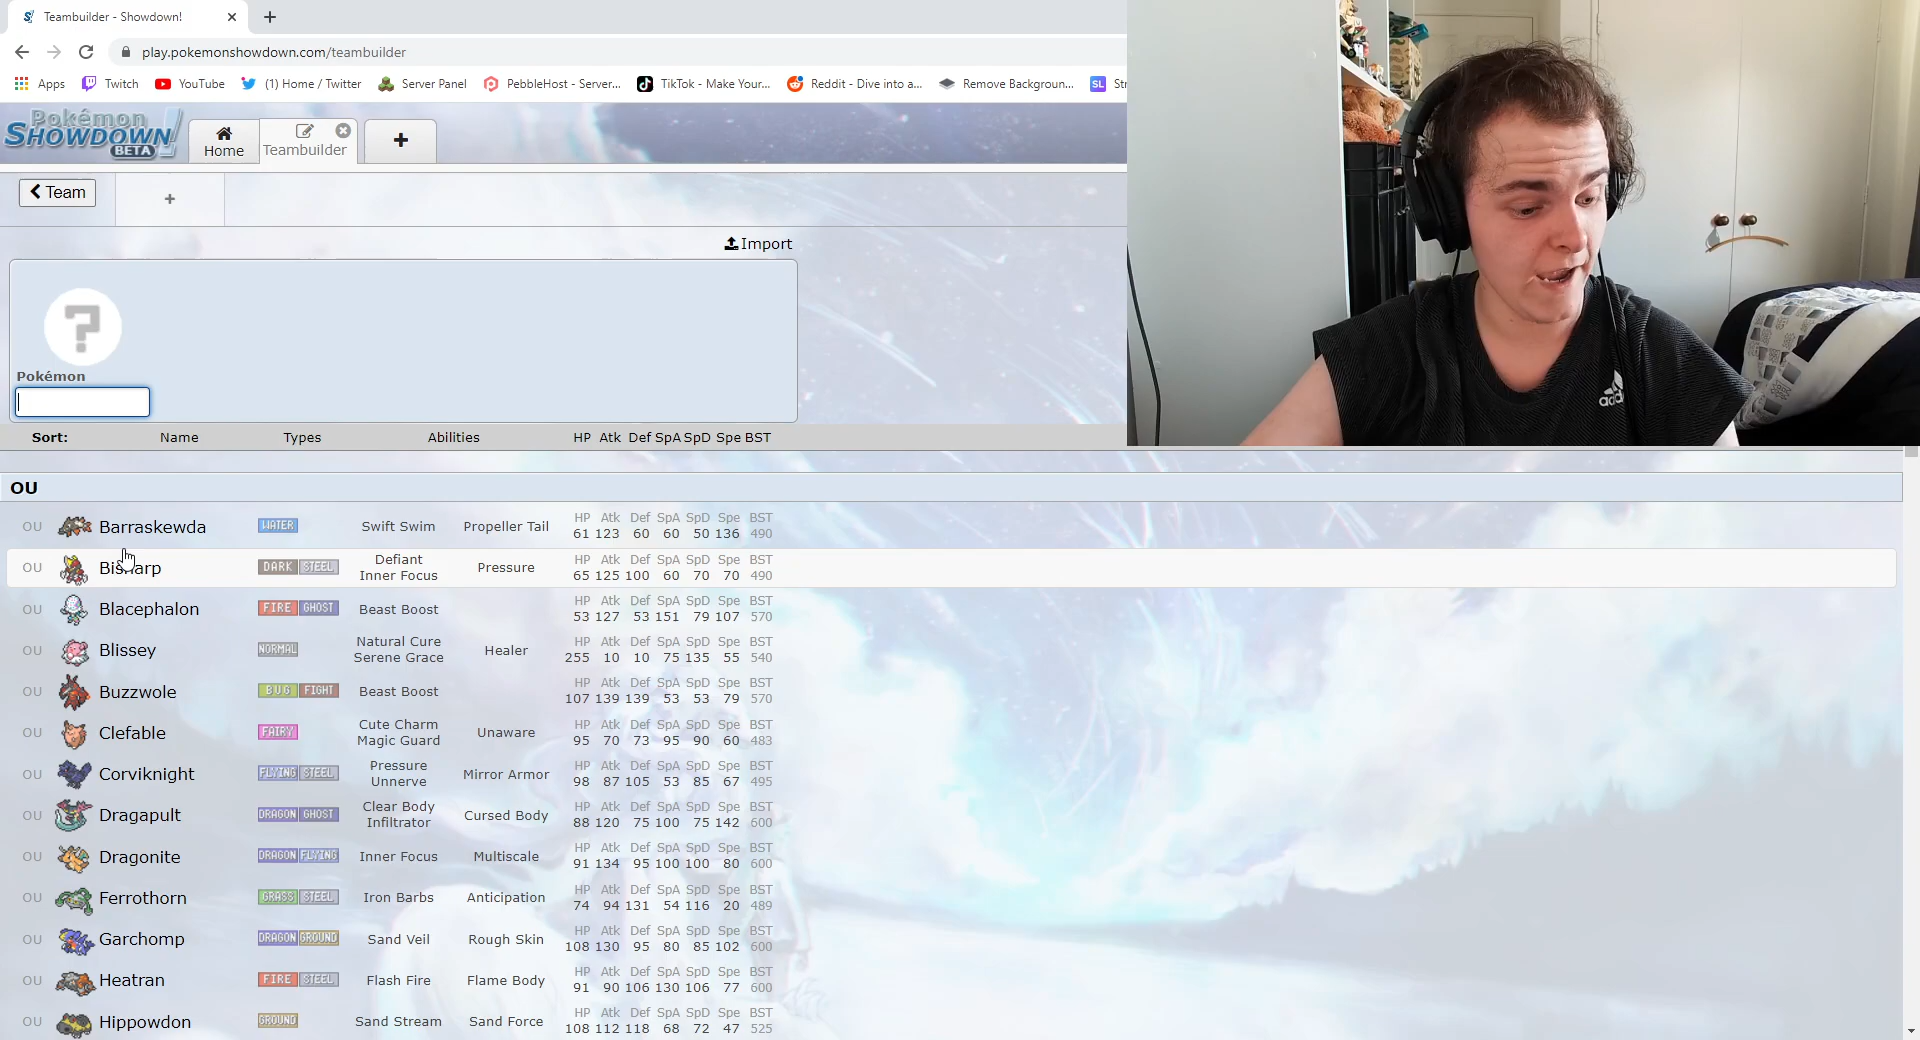 Teambuilder - Showdown!
play.pokemonshowdown.com/teambuilder
Apps Twitch YouTube (1) Home / Twitter Server Panel PebbleHost - Server... TikTok - Make Your... Reddit - Dive into a... Remove Backgroun... SL Str
Pokémon
SHOWDOWN!
BETA
Home
Teambuilder
Team
+
Import
?
Pokémon
Sort: Name Types Abilities HP Atk Def SpA SpD Spe BST
OU
OU Barraskewda WATER Swift Swim Propeller Tail HP 61 Atk 123 Def 60 SpA 60 SpD 50 Spe 136 BST 490
OU Bisharp DARK STEEL Defiant Inner Focus Pressure HP 65 Atk 125 Def 100 SpA 60 SpD 70 Spe 70 BST 490
OU Blacephalon FIRE GHOST Beast Boost HP 53 Atk 127 Def 53 SpA 151 SpD 79 Spe 107 BST 570
OU Blissey NORMAL Natural Cure Serene Grace Healer HP 255 Atk 10 Def 10 SpA 75 SpD 135 Spe 55 BST 540
OU Buzzwole BUG FIGHT Beast Boost HP 107 Atk 139 Def 139 SpA 53 SpD 53 Spe 79 BST 570
OU Clefable FAIRY Cute Charm Magic Guard Unaware HP 95 Atk 70 Def 73 SpA 95 SpD 90 Spe 60 BST 483
OU Corviknight FLYING STEEL Pressure Unnerve Mirror Armor HP 98 Atk 87 Def 105 SpA 53 SpD 85 Spe 67 BST 495
OU Dragapult DRAGON GHOST Clear Body Infiltrator Cursed Body HP 88 Atk 120 Def 75 SpA 100 SpD 75 Spe 142 BST 600
OU Dragonite DRAGON FLYING Inner Focus Multiscale HP 91 Atk 134 Def 95 SpA 100 SpD 100 Spe 80 BST 600
OU Ferrothorn GRASS STEEL Iron Barbs Anticipation HP 74 Atk 94 Def 131 SpA 54 SpD 116 Spe 20 BST 489
OU Garchomp DRAGON GROUND Sand Veil Rough Skin HP 108 Atk 130 Def 95 SpA 80 SpD 85 Spe 102 BST 600
OU Heatran FIRE STEEL Flash Fire Flame Body HP 91 Atk 90 Def 106 SpA 130 SpD 106 Spe 77 BST 600
OU Hippowdon GROUND Sand Stream Sand Force HP 108 Atk 112 Def 118 SpA 68 SpD 72 Spe 47 BST 525
adidas